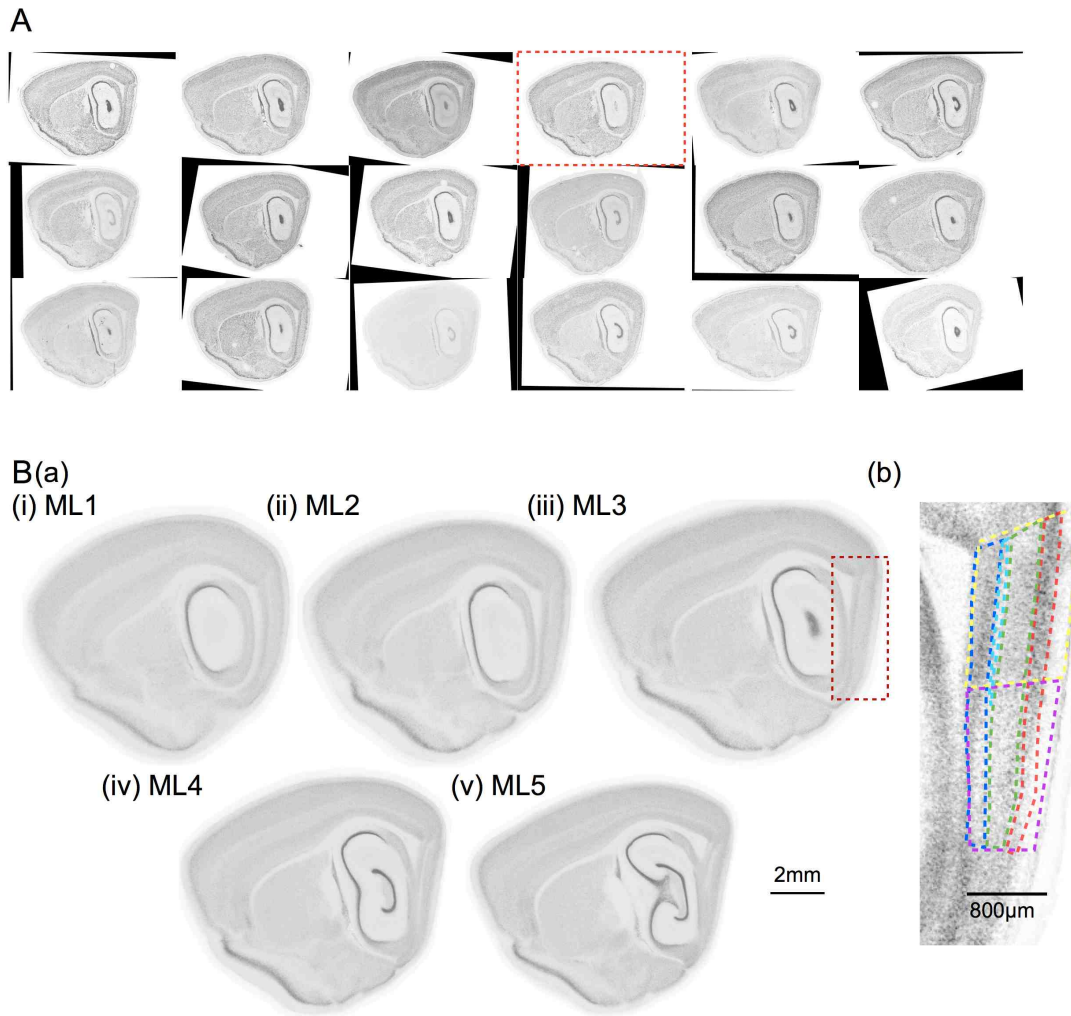 A
B(a)
(b)
(i) ML1
(ii) ML2
(iii) ML3
(iv) ML4
(v) ML5
2mm
800µm